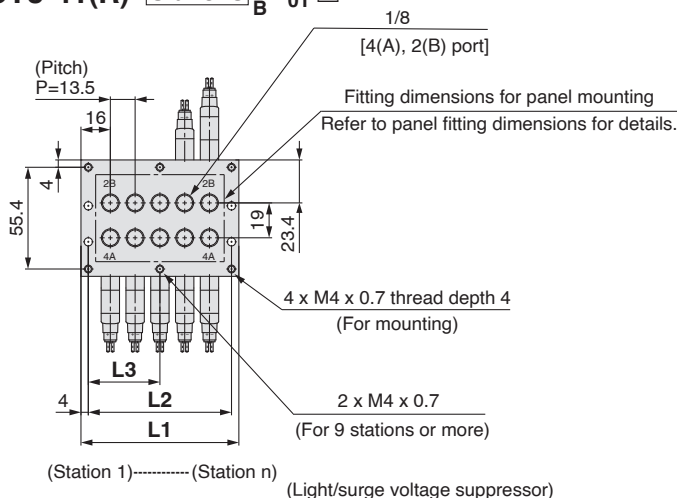 B
01
1/8
[4(A), 2(B) port]
(Pitch)
P=13.5
16
Fitting dimensions for panel mounting
Refer to panel fitting dimensions for details.
4
55.4
2B
2B
19
23.4
4A
4A
4 x M4 x 0.7 thread depth 4
(For mounting)
L3
4
L2
L1
2 x M4 x 0.7
(For 9 stations or more)
(Station 1)------------(Station n)
(Light/surge voltage suppressor)